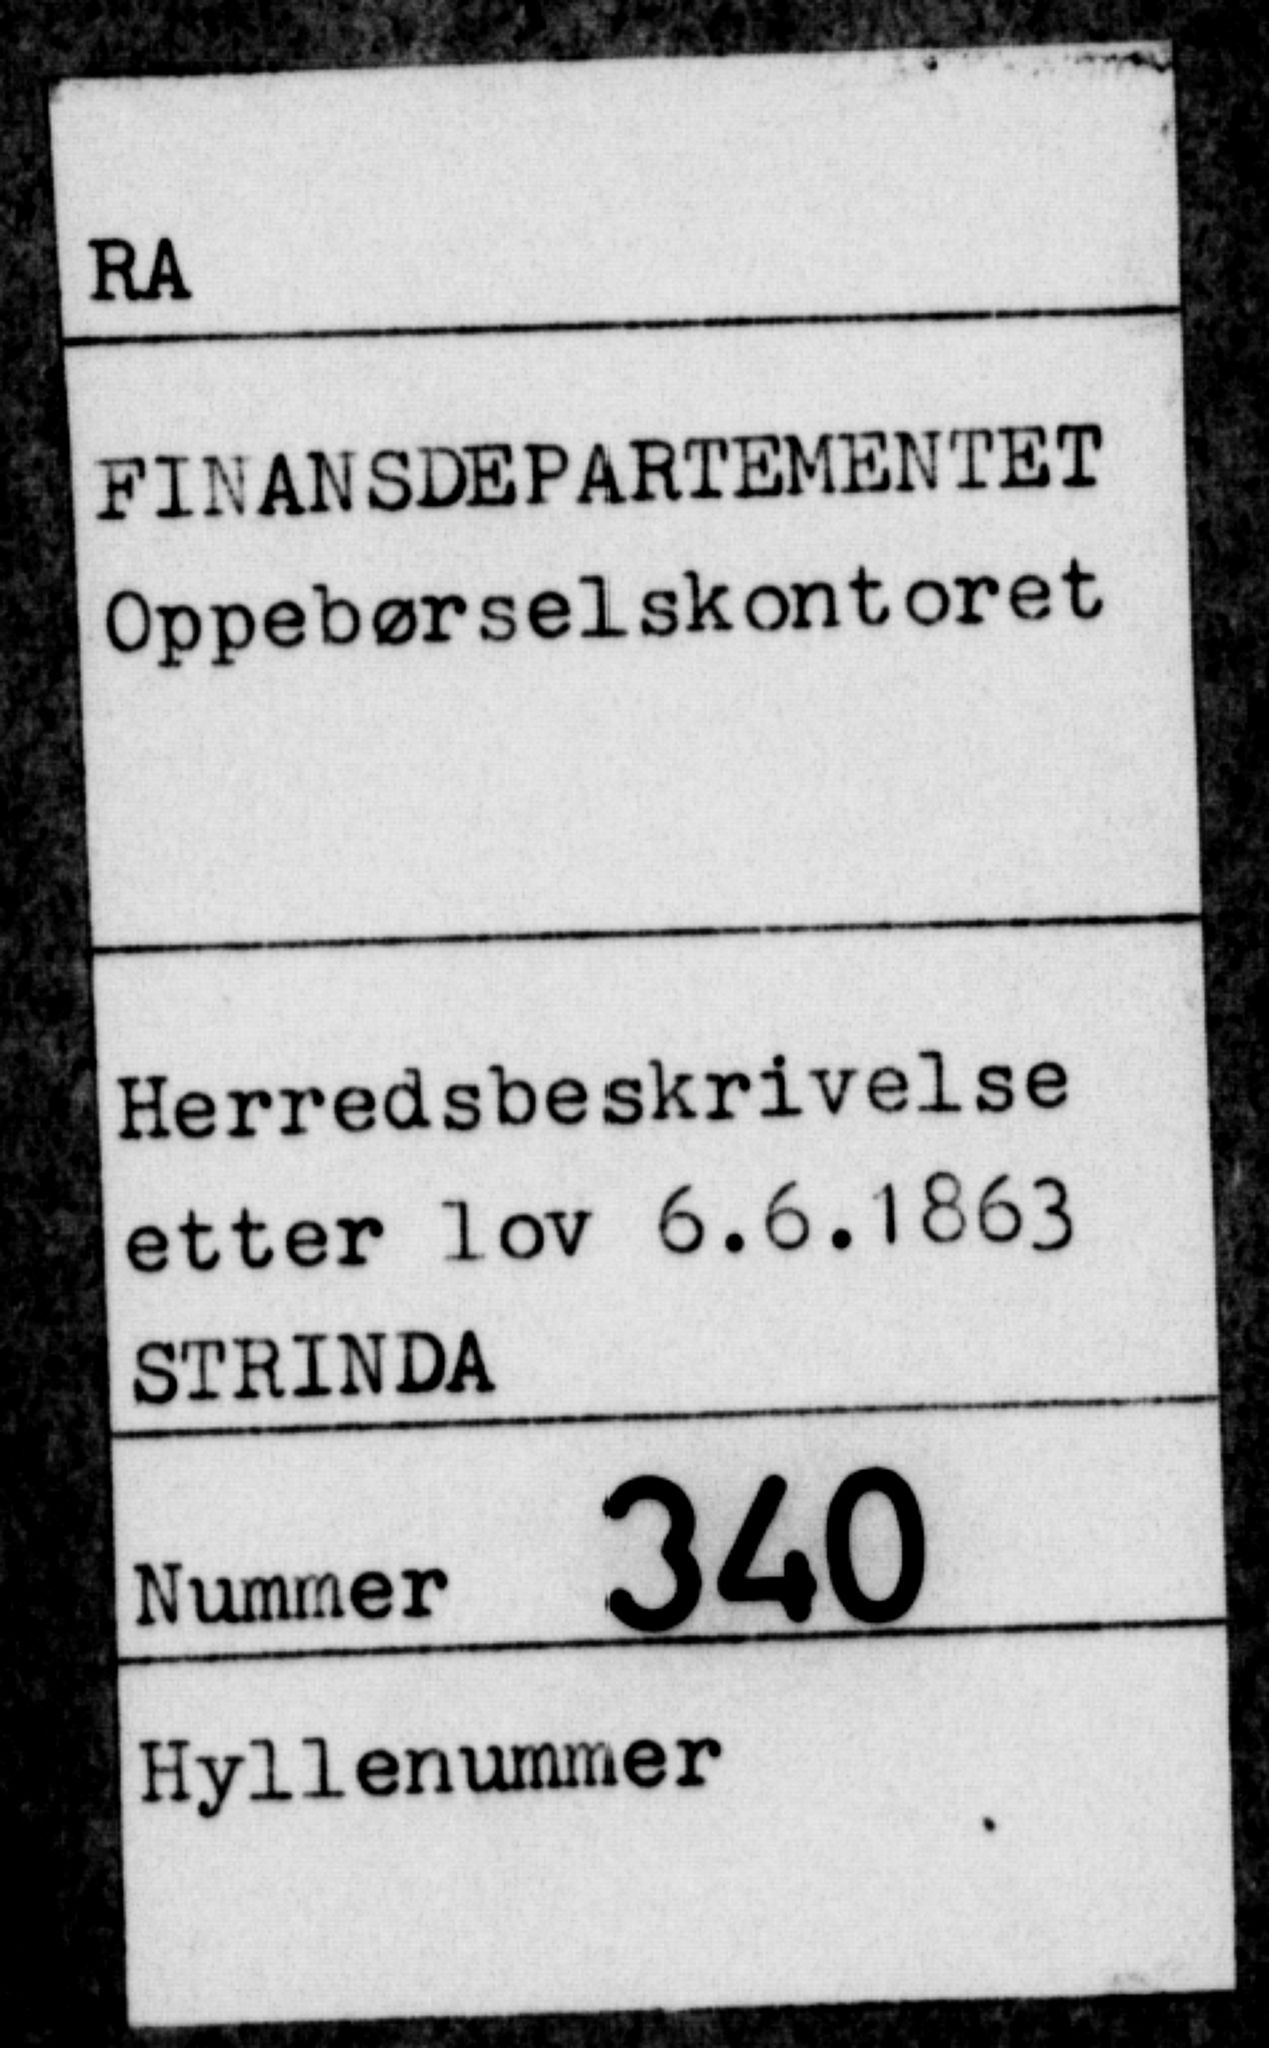 RA
FINANSDEPARTEMENTET
Oppebørselskontoret
Herredsbeskrivelse
etter lov 6.6.1863
STRINDA
Nummer 340
Hyllenummer